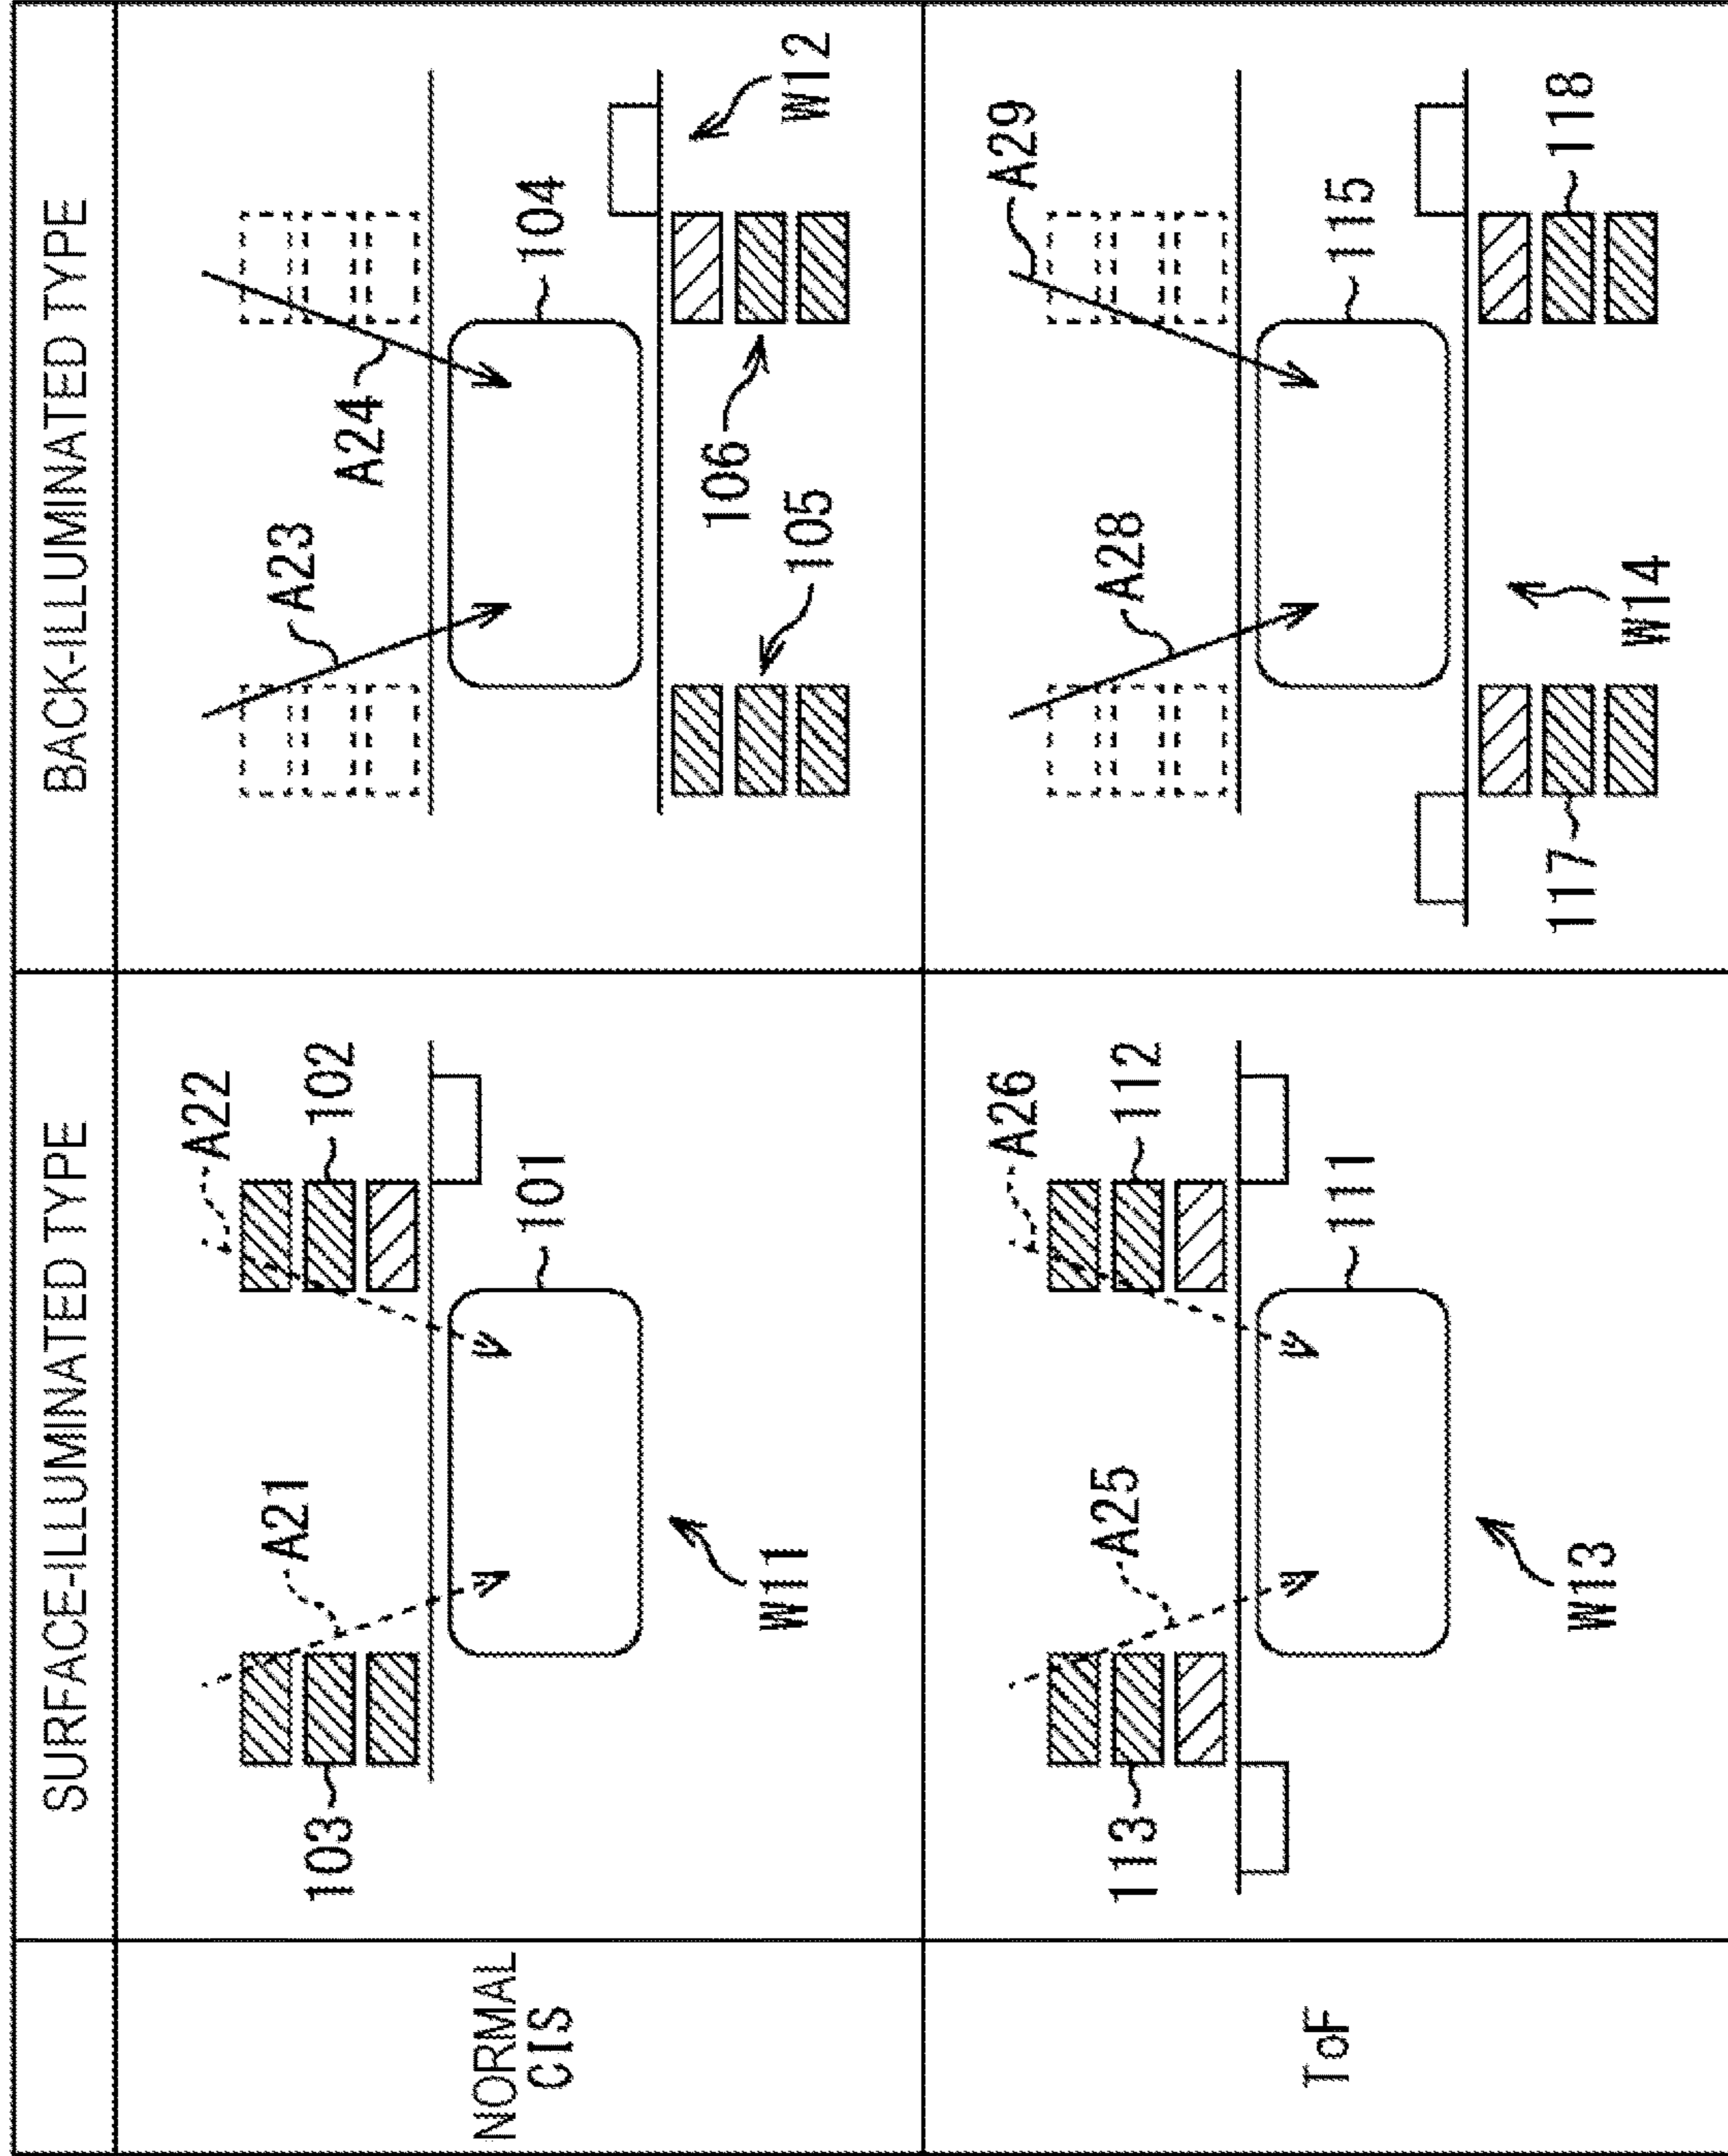 SURFACE-ILLUMINATED TYPE
BACK-ILLUMINATED TYPE
NORMAL
CIS
A21
A22
103
102
101
W11
A23
A24
104
106
105
W12
ToF
A25
A26
113
112
111
W13
A28
A29
115
117
118
W14